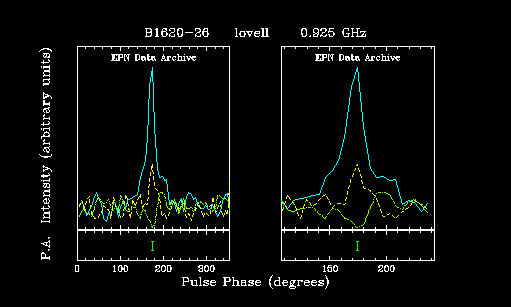 B1620-26 lovell 0.925 GHz
EPN Data Archive EPN Data Archive
Intensity (arbitrary units)
P.A.
0 100 200 300 150 200
Pulse Phase (degrees)